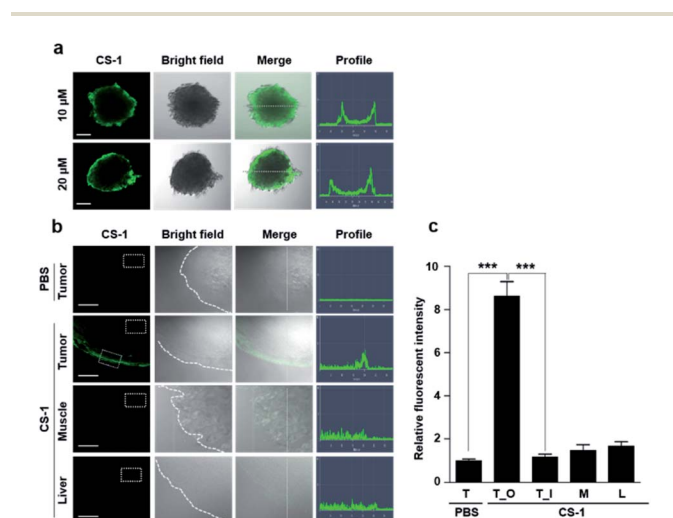 a
CS-1 Bright field Merge Profile
10 μM
20 μM
b
CS-1 Bright field Merge Profile
PBS
Tumor
CS-1
Tumor
Muscle
Liver
c
Relative fluorescent intensity
10
8
6
4
2
0
*** ***
T T_O T_I M L
PBS CS-1